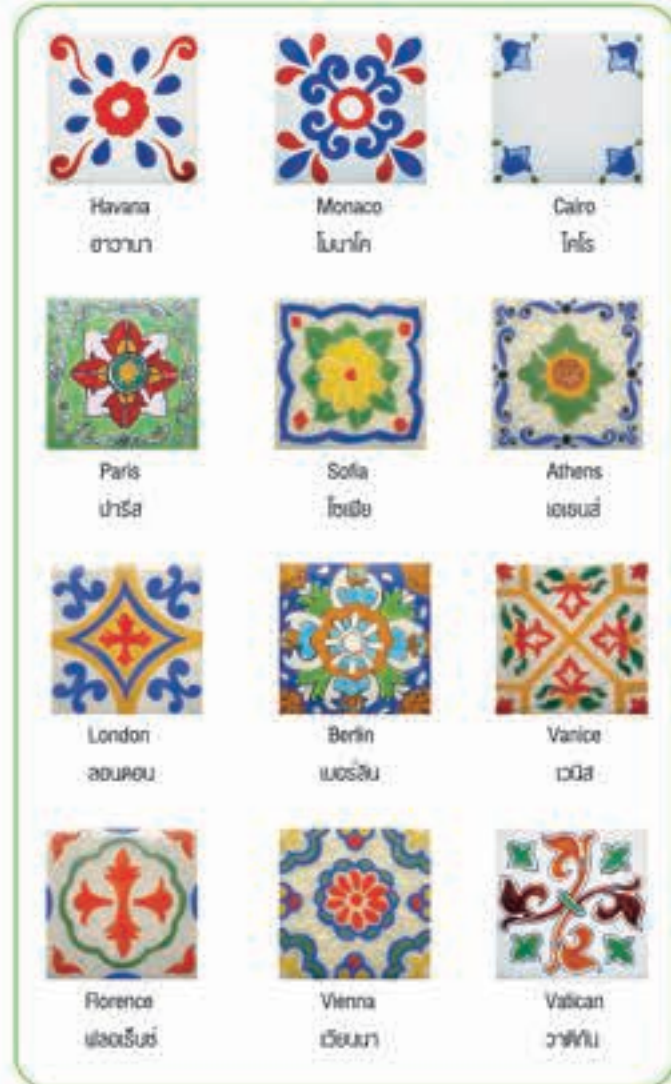 Havana
ฮาวานา
Monaco
โมนาโค
Cairo
ไคโร
Paris
ปารีส
Sofia
โซเฟีย
Athens
เอเธนส์
London
ลอนดอน
Berlin
เบอร์ลิน
Vanice
เวนิส
Florence
ฟลอเร็นซ์
Vienna
เวียนนา
Vatican
วาติกัน